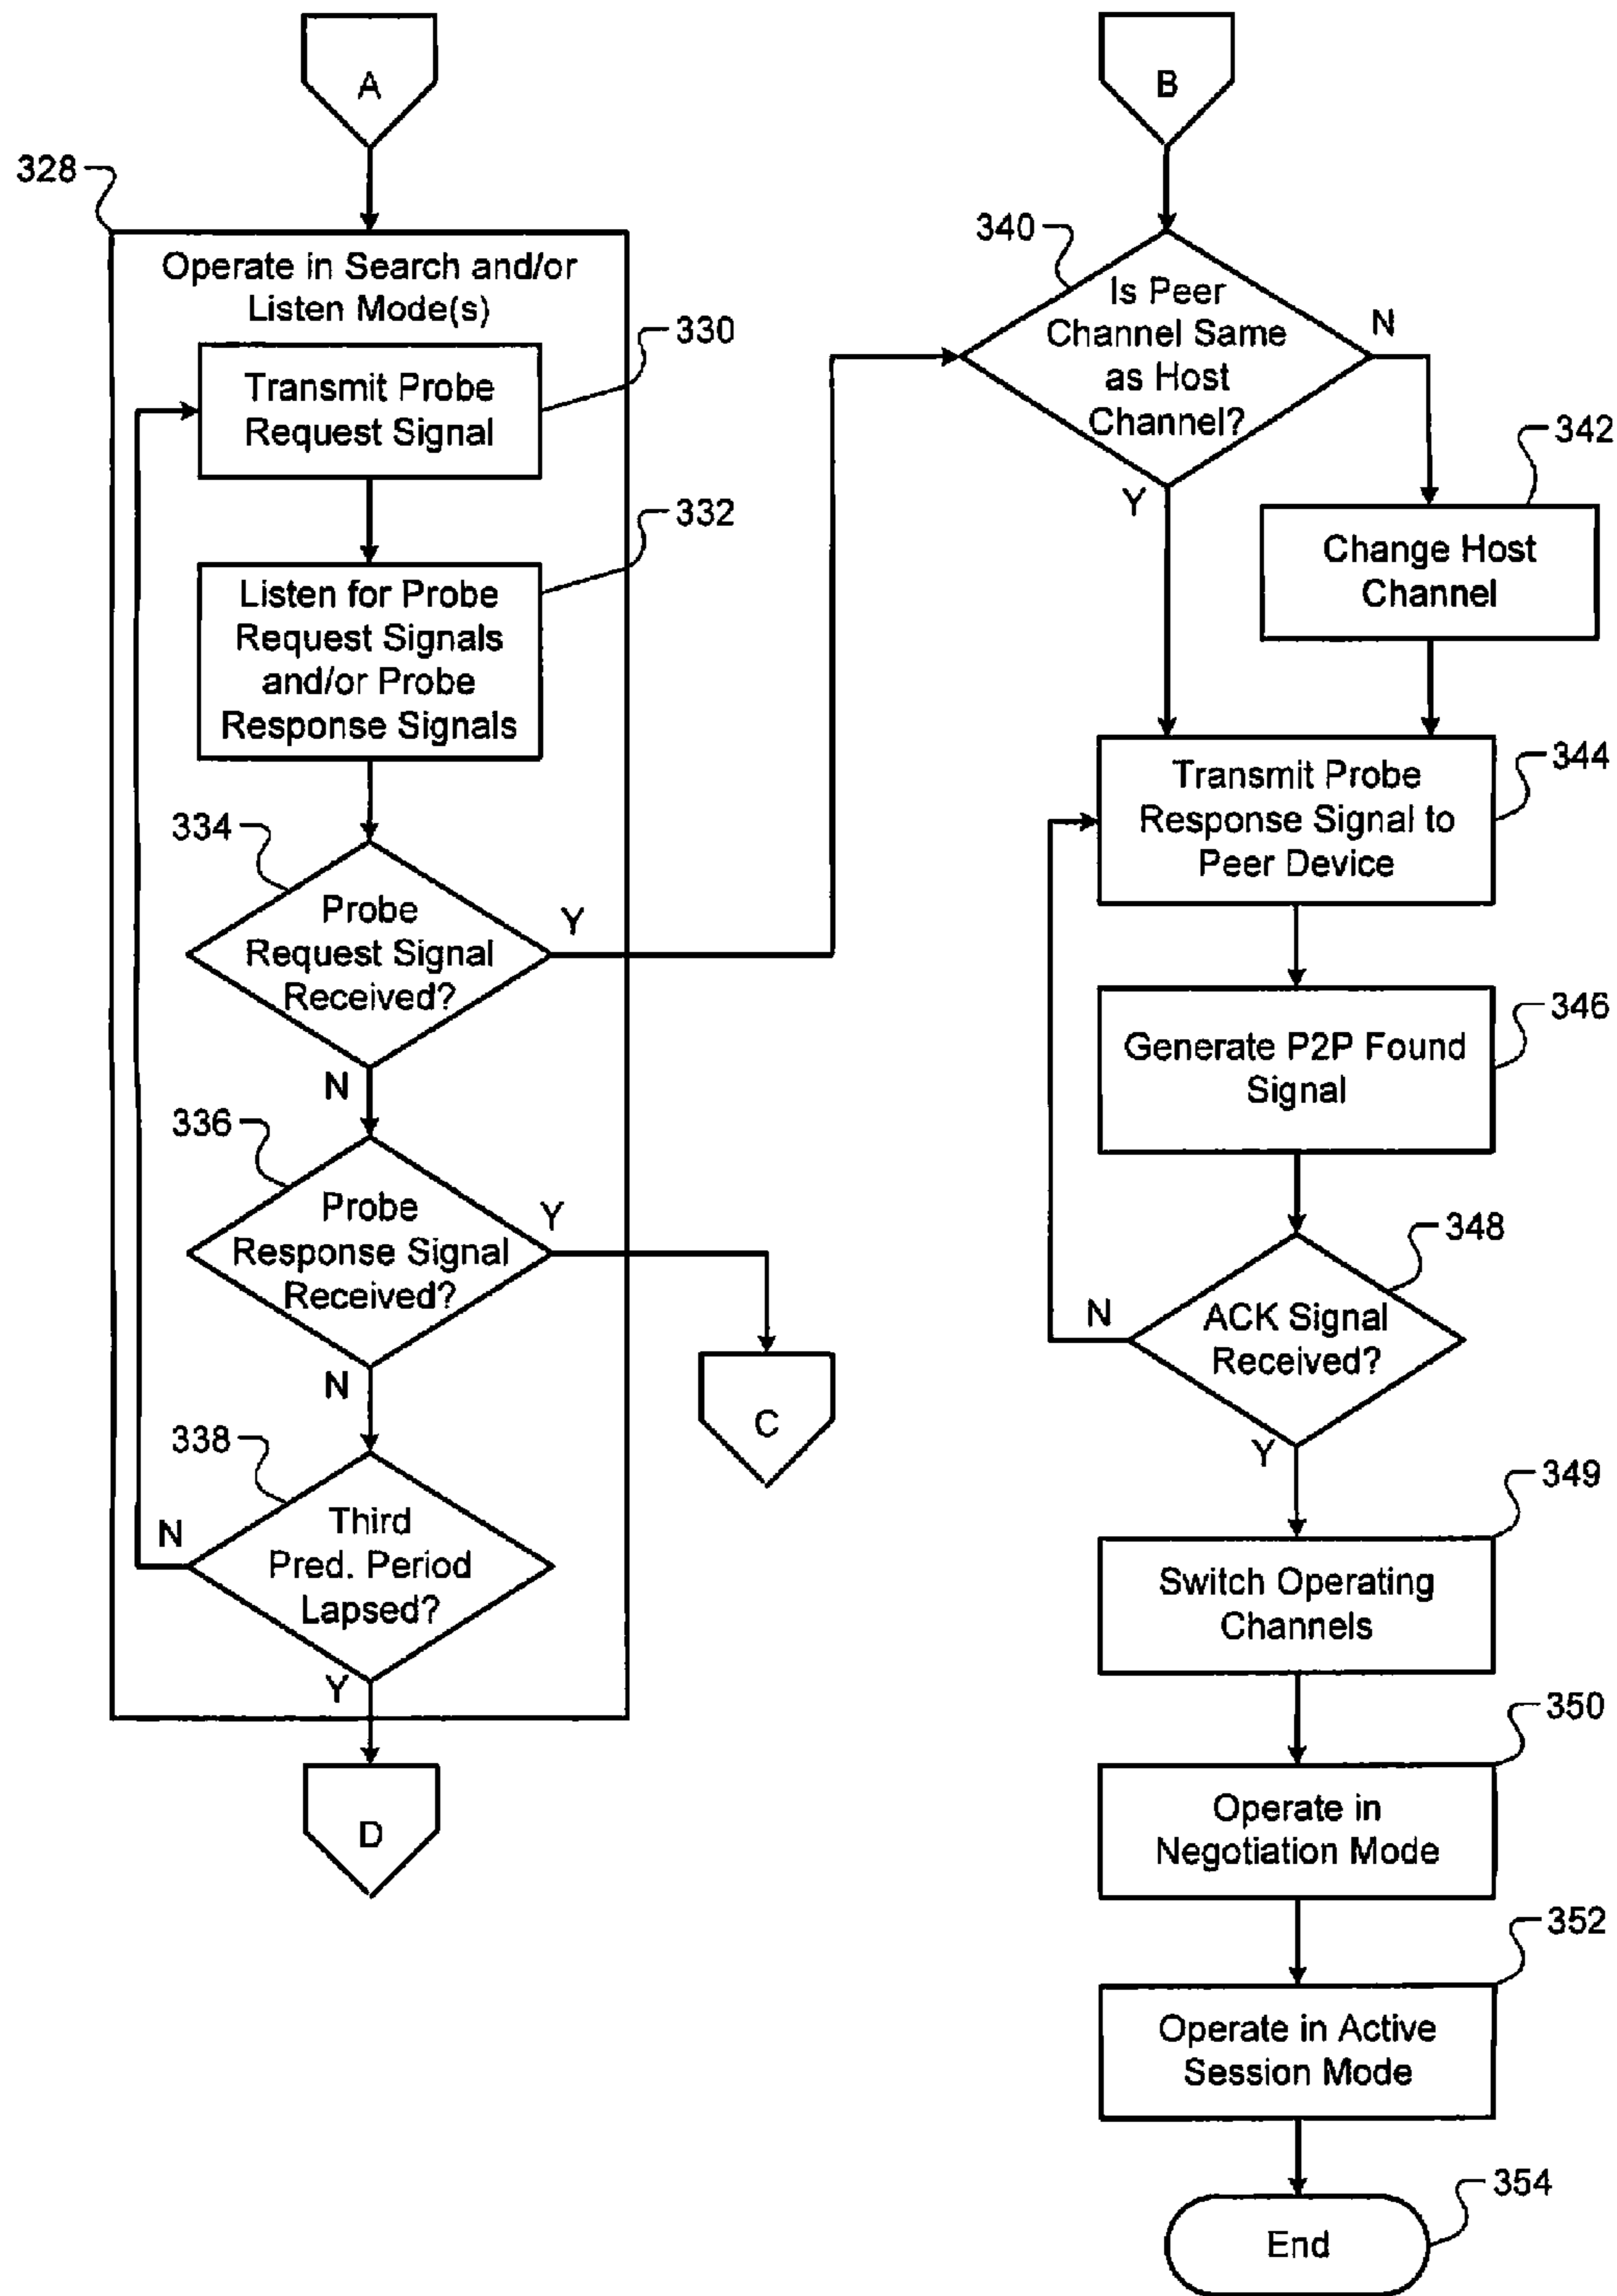 A
328
Operate in Search and/or
Listen Mode(s)
330
Transmit Probe
Request Signal
332
Listen for Probe
Request Signals
and/or Probe
Response Signals
334
Probe
Request Signal
Received?
Y
N
336
Probe
Response Signal
Received?
Y
N
C
338
Third
Pred. Period
Lapsed?
N
Y
D
B
340
Is Peer
Channel Same
as Host
Channel?
N
Y
342
Change Host
Channel
344
Transmit Probe
Response Signal to
Peer Device
346
Generate P2P Found
Signal
348
ACK Signal
Received?
N
Y
349
Switch Operating
Channels
350
Operate in
Negotiation Mode
352
Operate in Active
Session Mode
354
End